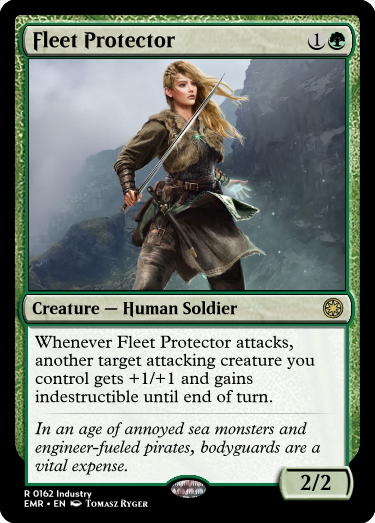 Fleet Protector 1
Creature — Human Soldier
Whenever Fleet Protector attacks,
another target attacking creature you
control gets +1/+1 and gains
indestructible until end of turn.
In an age of annoyed sea monsters and
engineer-fueled pirates, bodyguards are a
vital expense.
2/2
R 0162 Industry
EMR • EN Tomasz Ryger